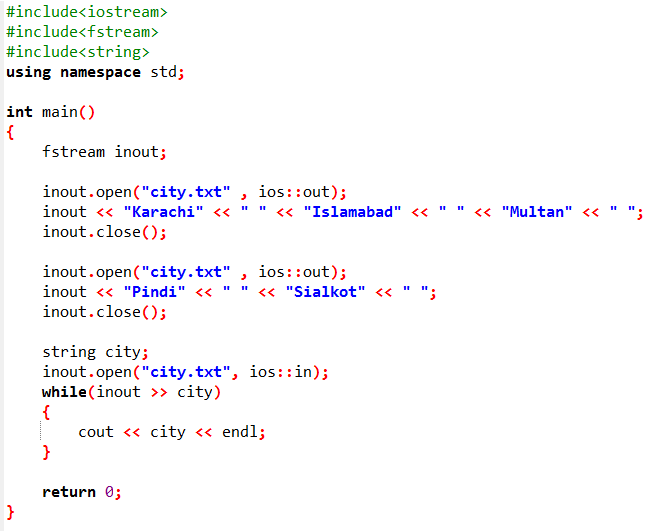 #include<iostream>
#include<fstream>
#include<string>
using namespace std;
int main()
{
fstream inout;
inout.open("city.txt" , ios::out);
inout << "Karachi" << " " << "Islamabad" << " " << "Multan" << " ";
inout.close();
inout.open("city.txt" , ios::out);
inout << "Pindi" << " " << "Sialkot" << " ";
inout.close();
string city;
inout.open("city.txt", ios::in);
while(inout >> city)
{
cout << city << endl;
}
return 0;
}